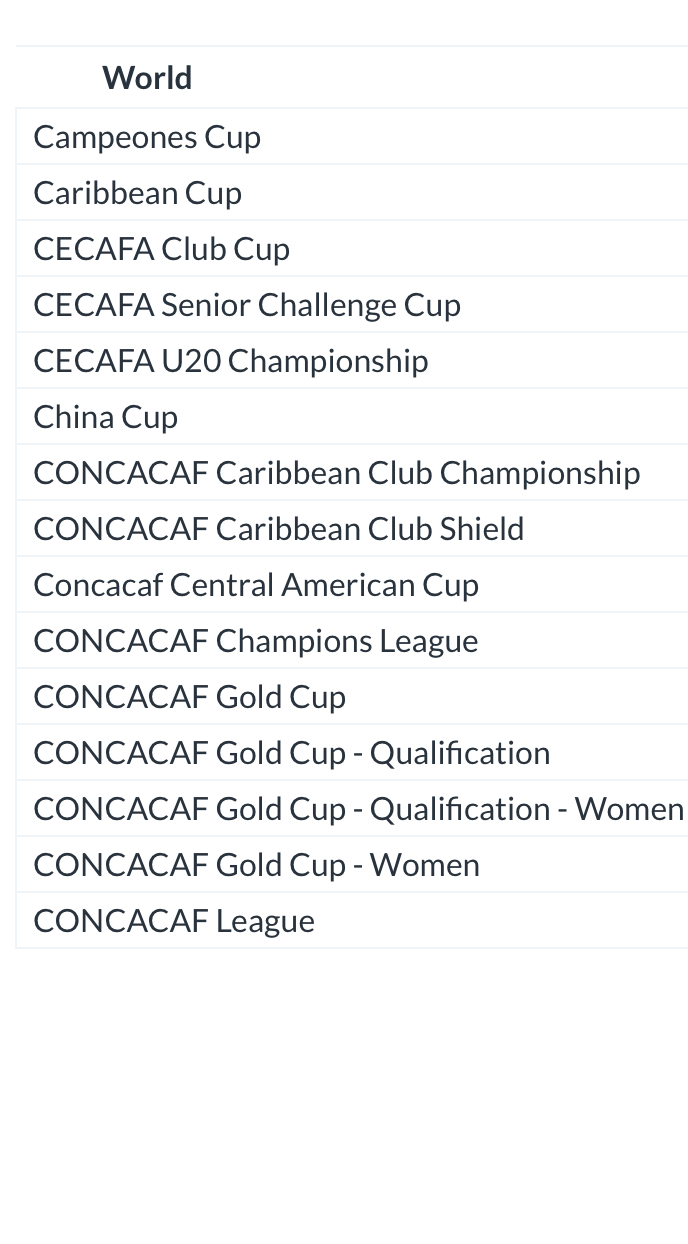 World
Campeones Cup
Caribbean Cup
CECAFA Club Cup
CECAFA Senior Challenge Cup
CECAFA U20 Championship
China Cup
CONCACAF Caribbean Club Championship
CONCACAF Caribbean Club Shield
Concacaf Central American Cup
CONCACAF Champions League
CONCACAF Gold Cup
CONCACAF Gold Cup - Qualification
CONCACAF Gold Cup - Qualification - Women
CONCACAF Gold Cup - Women
CONCACAF League